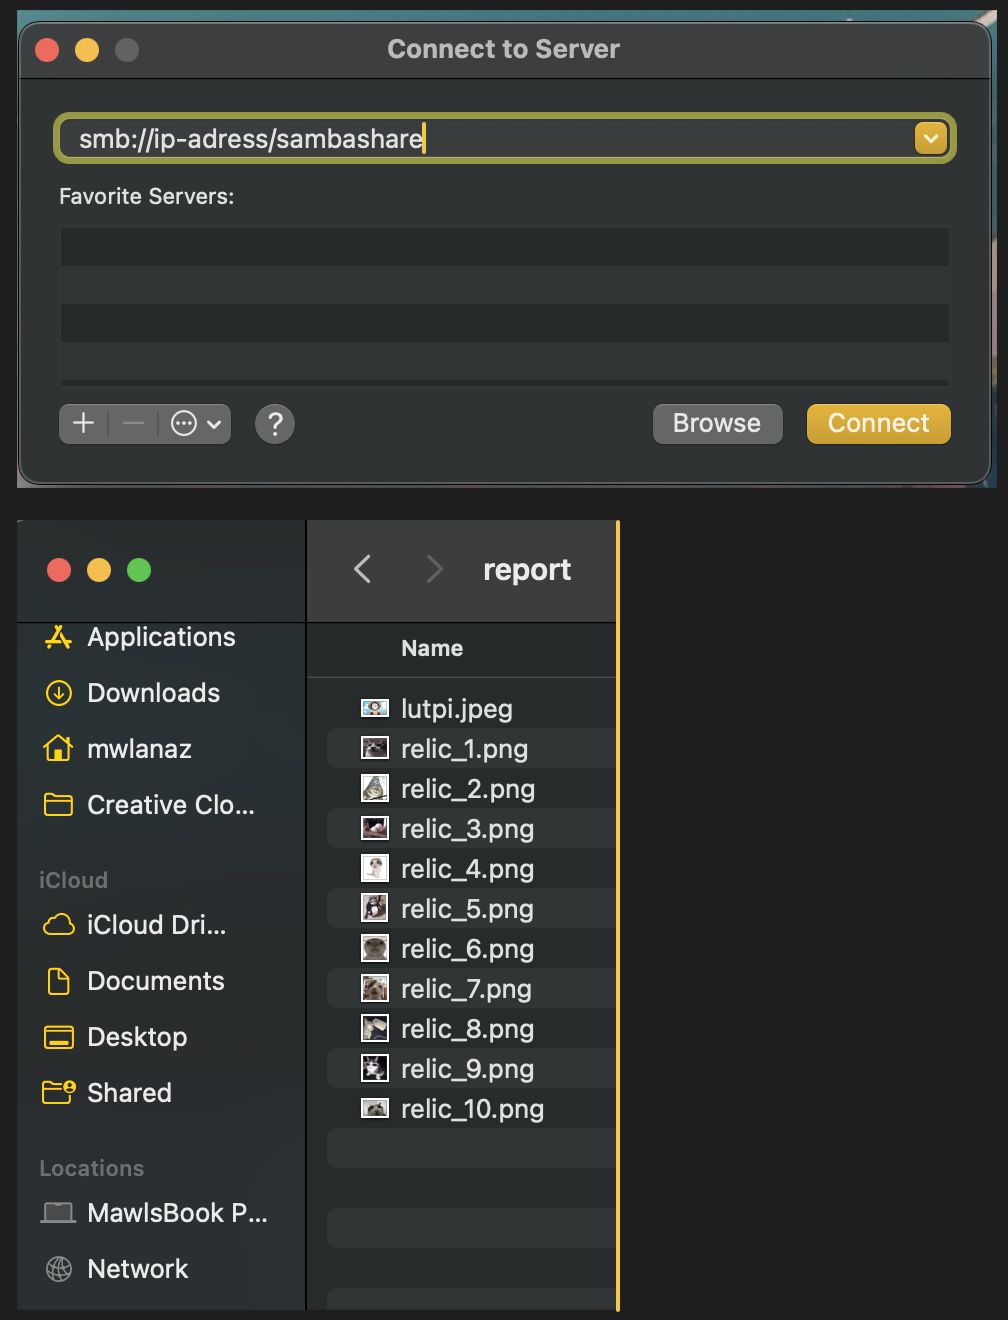 Connect to Server
smb://ip-adress/sambashare
Favorite Servers:
?
Browse
Connect
report
Applications
Downloads
mwlanaz
Creative Clo...
iCloud
iCloud Dri...
Documents
Desktop
Shared
Locations
MawlsBook P...
Network
Name
lutpi.jpeg
relic_1.png
relic_2.png
relic_3.png
relic_4.png
relic_5.png
relic_6.png
relic_7.png
relic_8.png
relic_9.png
relic_10.png